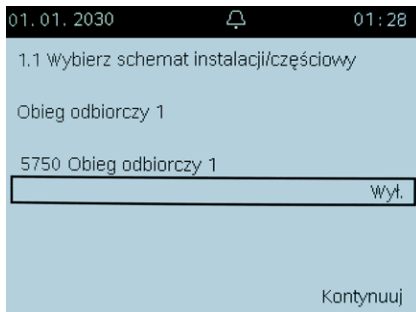 01.01.2030 01:28
1.1 Wybierz schemat instalacji/częściowy
Obieg odbiorczy 1
5750 Obieg odbiorczy 1
Wył.
Kontynuuj